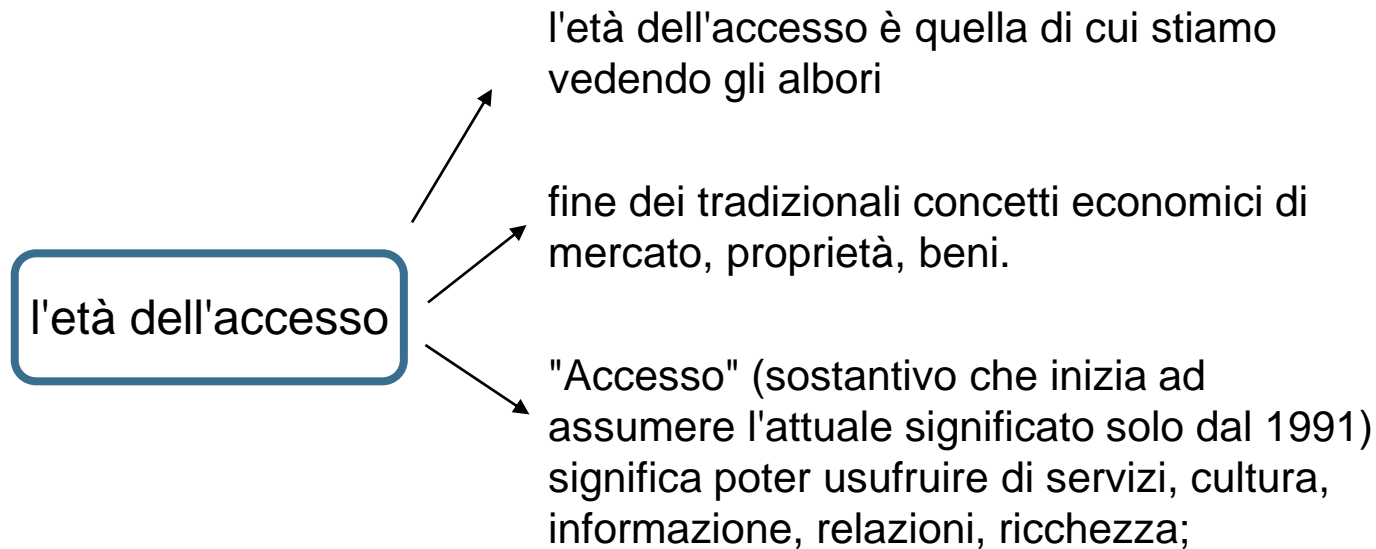 l'età dell'accesso è quella di cui stiamo
vedendo gli albori
fine dei tradizionali concetti economici di
mercato, proprietà, beni.
l'età dell'accesso
"Accesso" (sostantivo che inizia ad
assumere l'attuale significato solo dal 1991)
significa poter usufruire di servizi, cultura,
informazione, relazioni, ricchezza;